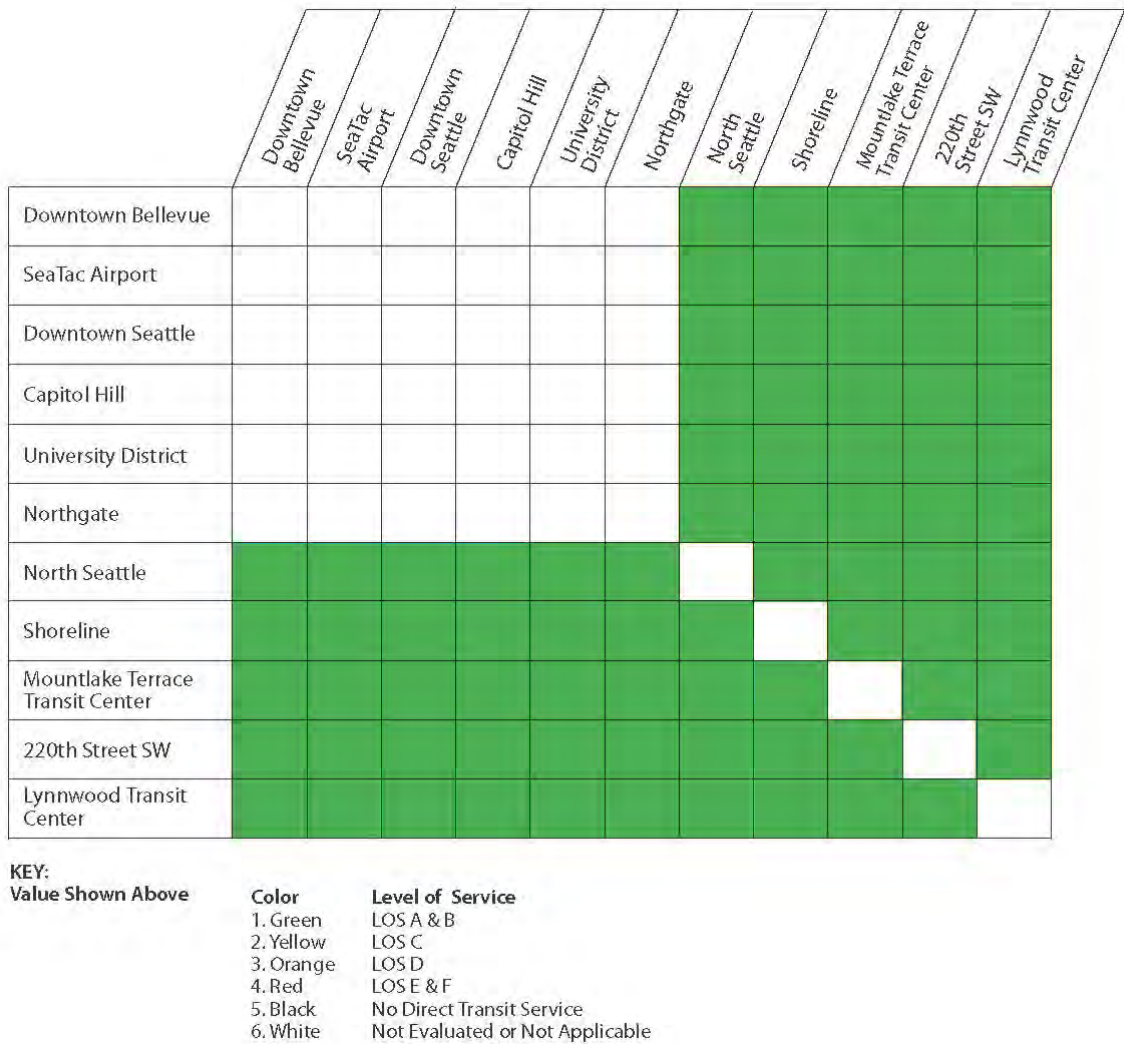 Downtown
Bellevue
SeaTac
Airport
Downtown
Seattle
Capitol Hill
University
District
Northgate
North
Seattle
Shoreline
Mountlake Terrace
Transit Center
220th
Street SW
Lynnwood
Transit Center
Downtown Bellevue
SeaTac Airport
Downtown Seattle
Capitol Hill
University District
Northgate
North Seattle
Shoreline
Mountlake Terrace
Transit Center
220th Street SW
Lynnwood Transit
Center
KEY:
Value Shown Above
Color Level of Service
1. Green LOS A & B
2. Yellow LOS C
3. Orange LOS D
4. Red LOS E & F
5. Black No Direct Transit Service
6. White Not Evaluated or Not Applicable